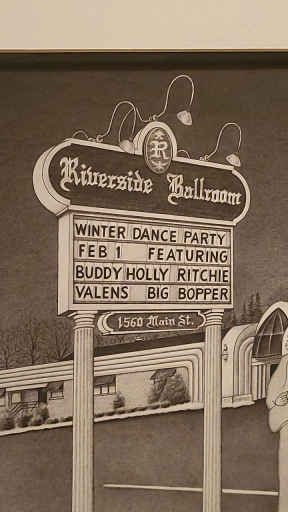 R
Riverside Ballroom
WINTER DANCE PARTY
FEB 1 FEATURING
BUDDY HOLLY RITCHIE
VALENS BIG BOPPER
1560 Main St.